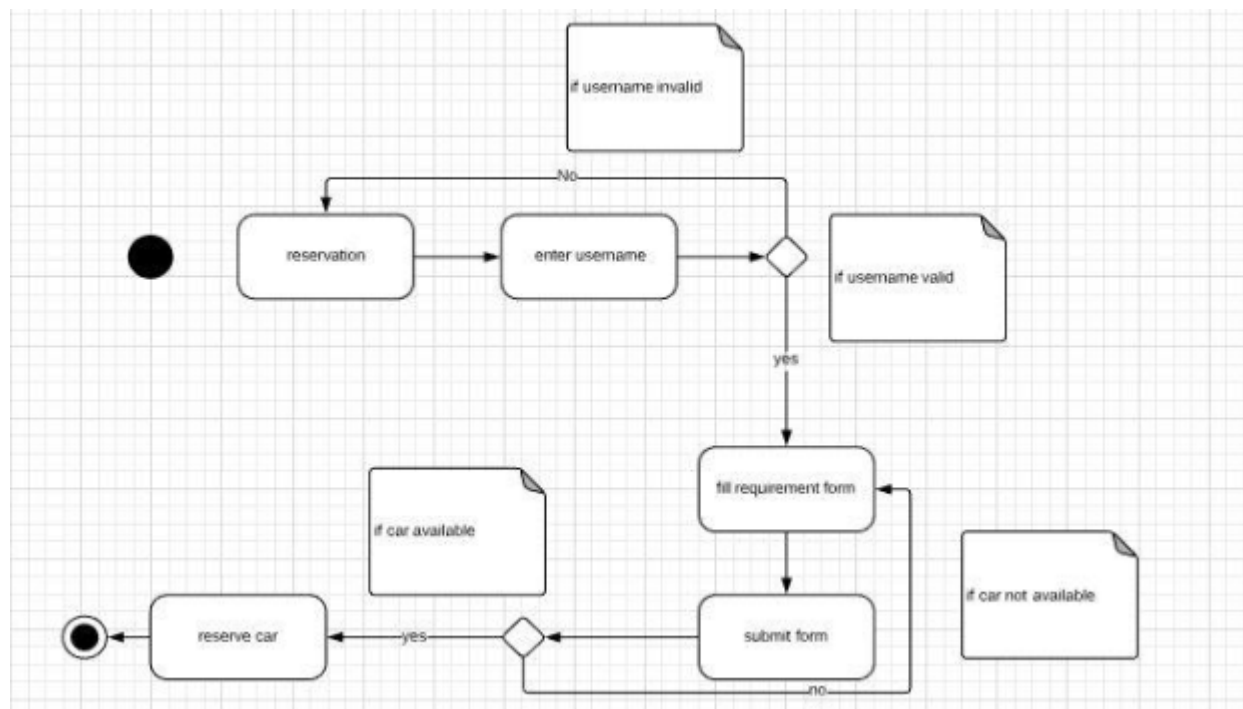 if username invalid
No
reservation
enter username
if username valid
yes
fill requirement form
if car available
if car not available
reserve car
yes
submit form
no